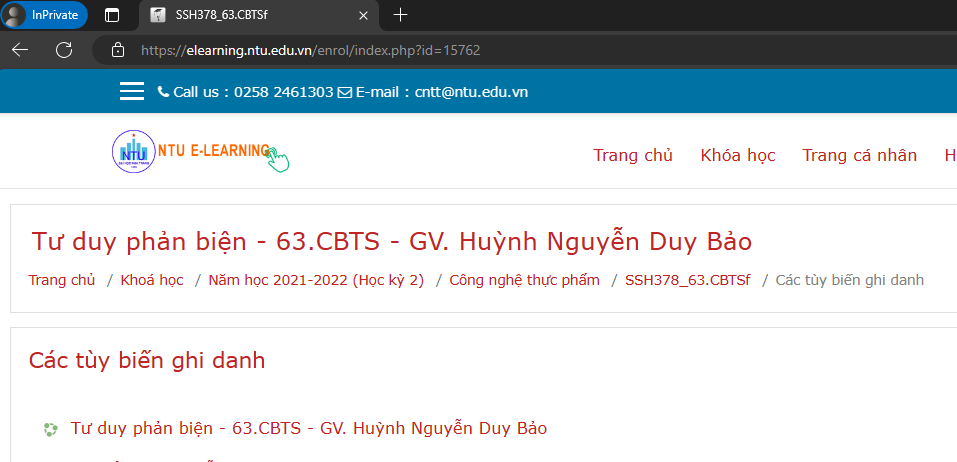 InPrivate
SSH378_63.CBTSf
https://elearning.ntu.edu.vn/enrol/index.php?id=15762
Call us : 0258 2461303 E-mail : cntt@ntu.edu.vn
NTU
NTU E-LEARNING
Trang chủ Khóa học Trang cá nhân H
Tư duy phản biện - 63.CBTS - GV. Huỳnh Nguyễn Duy Bảo
Trang chủ / Khoá học / Năm học 2021-2022 (Học kỳ 2) / Công nghệ thực phẩm / SSH378_63.CBTSf / Các tùy biến ghi danh
Các tùy biến ghi danh
Tư duy phản biện - 63.CBTS - GV. Huỳnh Nguyễn Duy Bảo